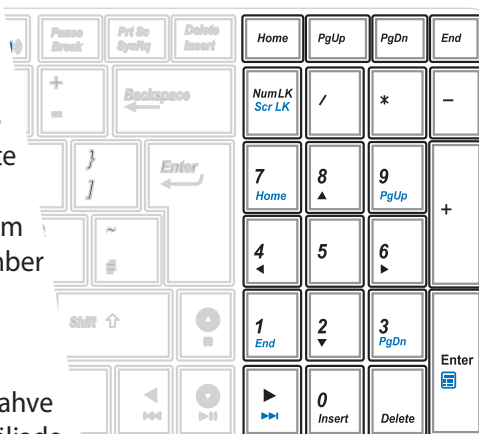 Pause Prt Sc Delete Home PgUp PgDn End
Break SysRq Insert
+ Backspace NumLK / * −
= Scr LK
te } Enter 7 8 9 +
] Home PgUp
m ~ 4 5 6
nber #
Shift 1 2 3
End PgDn Enter
ahve 0 Delete
Insert